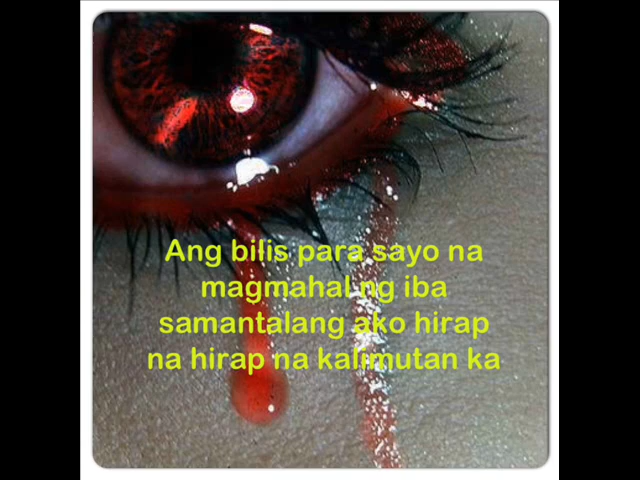 Ang bilis para sayo na
magmahal ng iba
samantalang ako hirap
na hirap na kalimutan ka